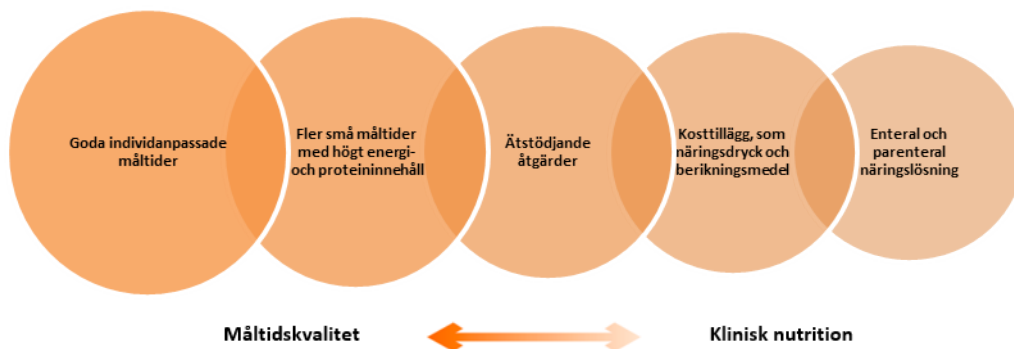 Goda individanpassade
måltider
Fler små måltider
med högt energi-
och proteininnehåll
Ätstödjande
åtgärder
Kosttillägg, som
näringsdryck och
berikningsmedel
Enteral och
parenteral
näringslösning
Måltidskvalitet
Klinisk nutrition